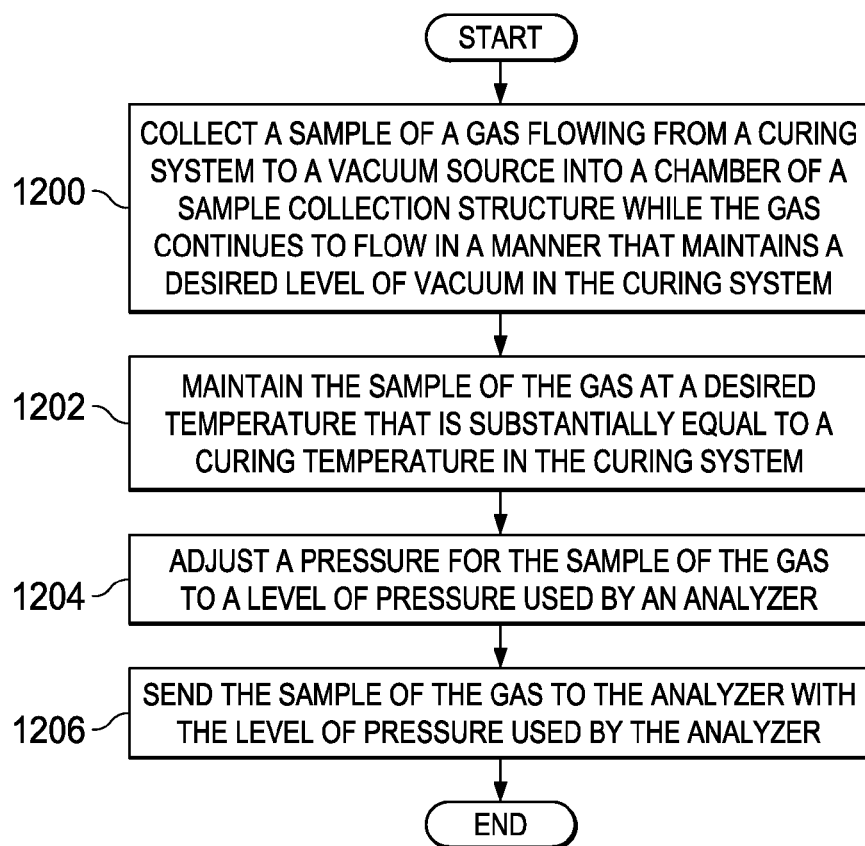 START
COLLECT A SAMPLE OF A GAS FLOWING FROM A CURING
SYSTEM TO A VACUUM SOURCE INTO A CHAMBER OF A
SAMPLE COLLECTION STRUCTURE WHILE THE GAS
CONTINUES TO FLOW IN A MANNER THAT MAINTAINS A
DESIRED LEVEL OF VACUUM IN THE CURING SYSTEM
1200
MAINTAIN THE SAMPLE OF THE GAS AT A DESIRED
TEMPERATURE THAT IS SUBSTANTIALLY EQUAL TO A
CURING TEMPERATURE IN THE CURING SYSTEM
1202
ADJUST A PRESSURE FOR THE SAMPLE OF THE GAS
TO A LEVEL OF PRESSURE USED BY AN ANALYZER
1204
SEND THE SAMPLE OF THE GAS TO THE ANALYZER WITH
THE LEVEL OF PRESSURE USED BY THE ANALYZER
1206
END